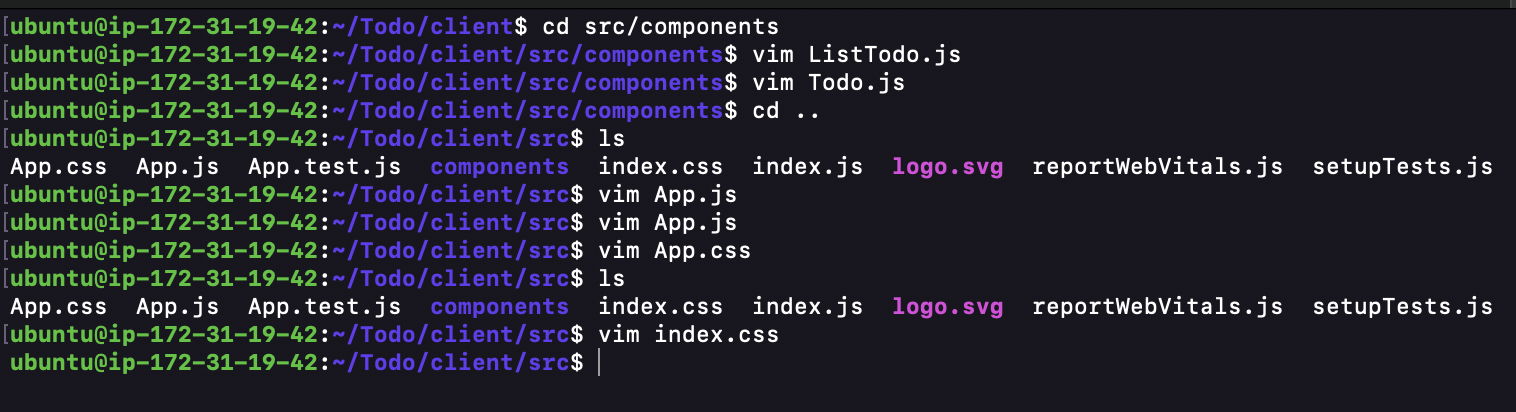 [ubuntu@ip-172-31-19-42:~/Todo/client$ cd src/components
[ubuntu@ip-172-31-19-42:~/Todo/client/src/components$ vim ListTodo.js
[ubuntu@ip-172-31-19-42:~/Todo/client/src/components$ vim Todo.js
[ubuntu@ip-172-31-19-42:~/Todo/client/src/components$ cd ..
[ubuntu@ip-172-31-19-42:~/Todo/client/src$ ls
App.css  App.js  App.test.js  components  index.css  index.js  logo.svg  reportWebVitals.js  setupTests.js
[ubuntu@ip-172-31-19-42:~/Todo/client/src$ vim App.js
[ubuntu@ip-172-31-19-42:~/Todo/client/src$ vim App.js
[ubuntu@ip-172-31-19-42:~/Todo/client/src$ vim App.css
[ubuntu@ip-172-31-19-42:~/Todo/client/src$ ls
App.css  App.js  App.test.js  components  index.css  index.js  logo.svg  reportWebVitals.js  setupTests.js
[ubuntu@ip-172-31-19-42:~/Todo/client/src$ vim index.css
ubuntu@ip-172-31-19-42:~/Todo/client/src$